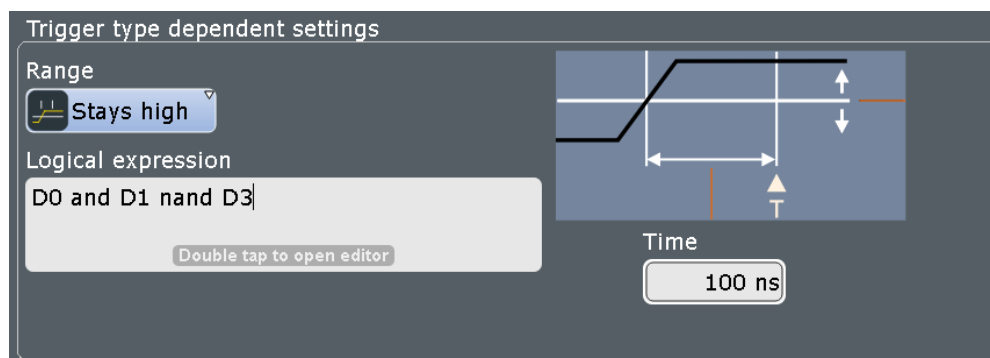 Trigger type dependent settings
Range
Stays high
Logical expression
D0 and D1 nand D3
Double tap to open editor
T
Time
100 ns